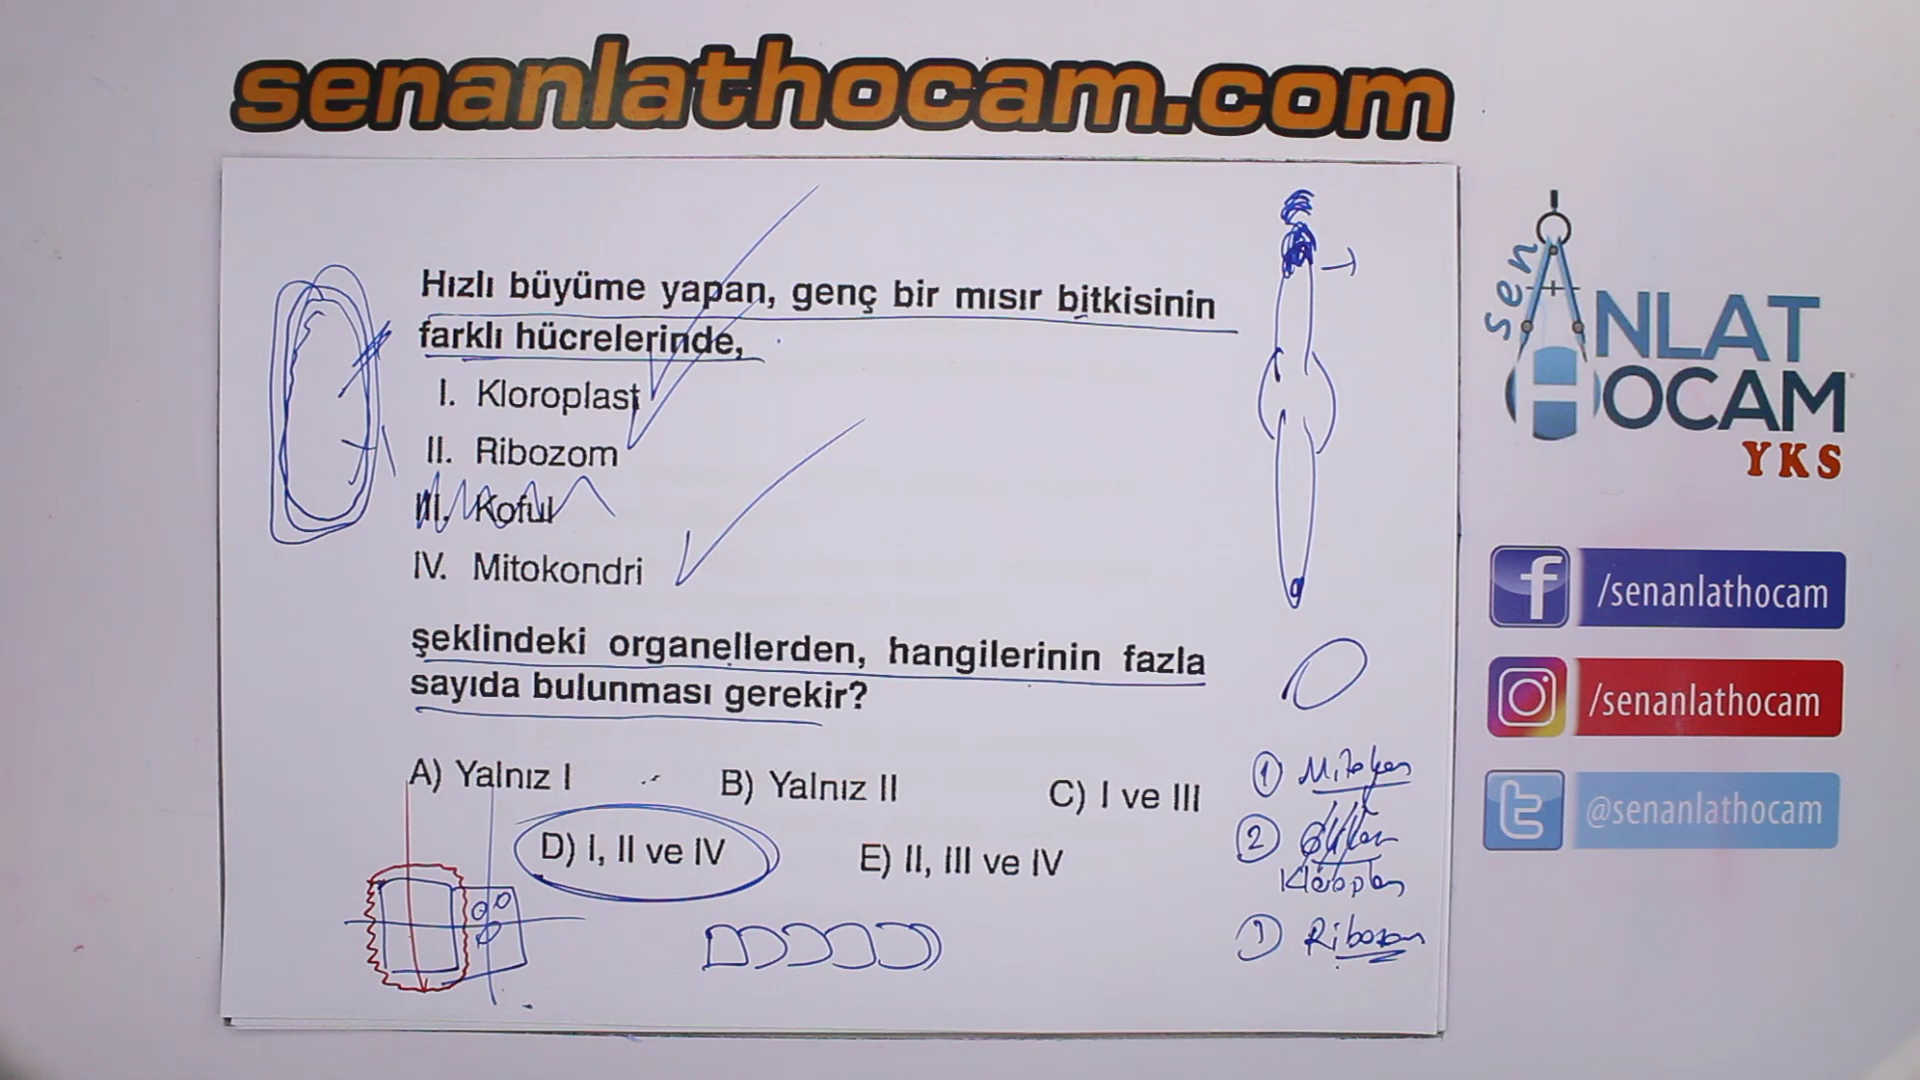 senanlathocam.com
Hızlı büyüme yapan, genç bir mısır bitkisinin
farklı hücrelerinde,
I. Kloroplast
II. Ribozom
III. Koful
IV. Mitokondri
şeklindeki organellerden, hangilerinin fazla
sayıda bulunması gerekir?
A) Yalnız I
B) Yalnız II
C) I ve III
D) I, II ve IV
E) II, III ve IV
1
2
Kloroplas
Ribozom
sen
ANLAT
HOCAM
YKS
/senanlathocam
/senanlathocam
@senanlathocam